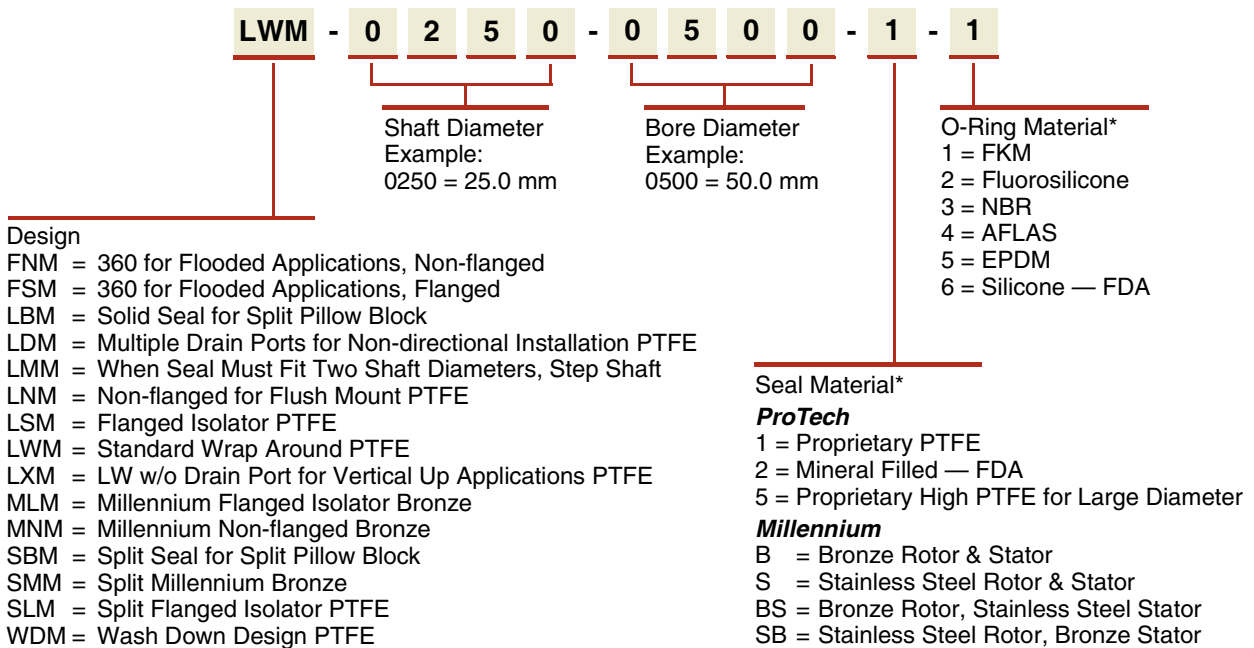 LWM - 0 2 5 0 - 0 5 0 0 - 1 - 1
Shaft Diameter
Example:
0250 = 25.0 mm
Bore Diameter
Example:
0500 = 50.0 mm
O-Ring Material*
1 = FKM
2 = Fluorosilicone
3 = NBR
4 = AFLAS
5 = EPDM
6 = Silicone — FDA
Design
FNM = 360 for Flooded Applications, Non-flanged
FSM = 360 for Flooded Applications, Flanged
LBM = Solid Seal for Split Pillow Block
LDM = Multiple Drain Ports for Non-directional Installation PTFE
LMM = When Seal Must Fit Two Shaft Diameters, Step Shaft
LNM = Non-flanged for Flush Mount PTFE
LSM = Flanged Isolator PTFE
LWM = Standard Wrap Around PTFE
LXM = LW w/o Drain Port for Vertical Up Applications PTFE
MLM = Millennium Flanged Isolator Bronze
MNM = Millennium Non-flanged Bronze
SBM = Split Seal for Split Pillow Block
SMM = Split Millennium Bronze
SLM = Split Flanged Isolator PTFE
WDM = Wash Down Design PTFE
Seal Material*
ProTech
1 = Proprietary PTFE
2 = Mineral Filled — FDA
5 = Proprietary High PTFE for Large Diameter
Millennium
B = Bronze Rotor & Stator
S = Stainless Steel Rotor & Stator
BS = Bronze Rotor, Stainless Steel Stator
SB = Stainless Steel Rotor, Bronze Stator